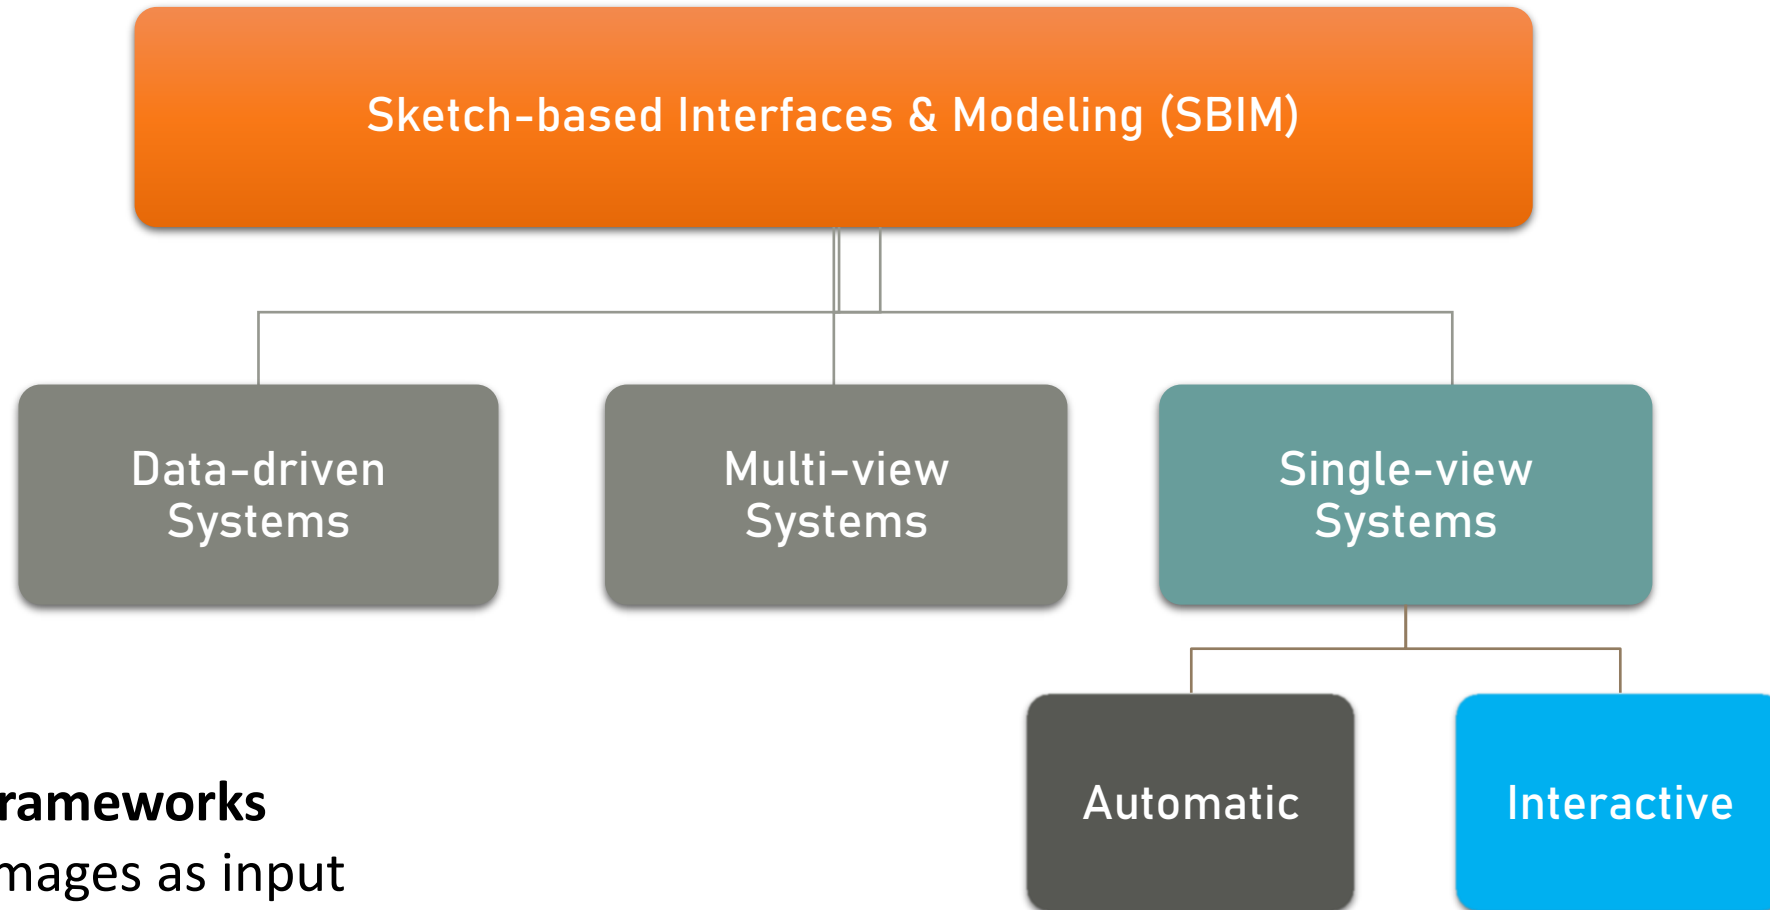 Sketch-based Interfaces & Modeling (SBIM)
Data-driven
Systems
Multi-view
Systems
Single-view
Systems
Automatic
Interactive
rameworks
mages as input